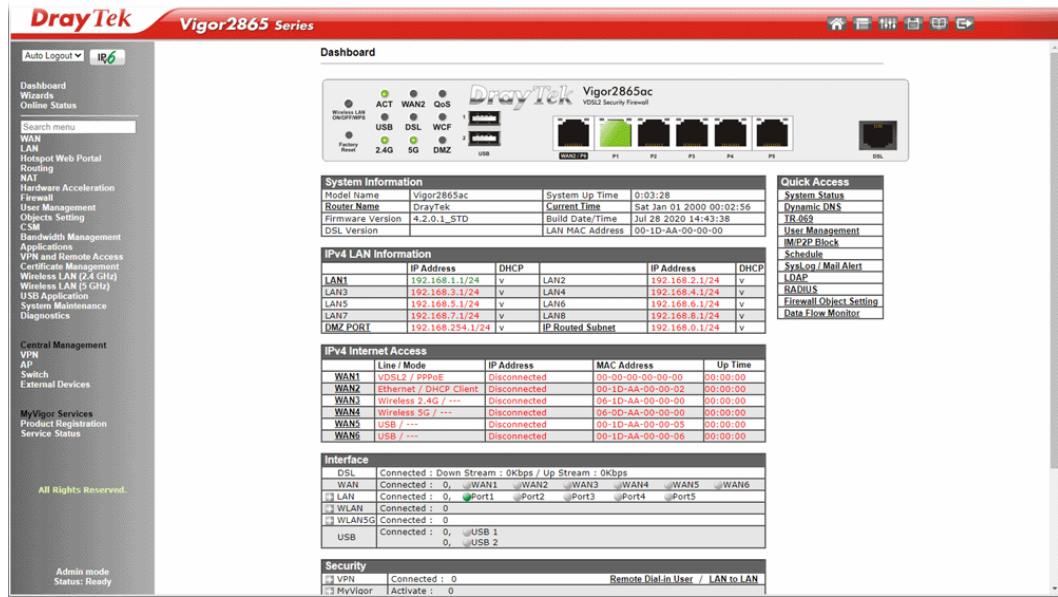 DrayTek Vigor2865 Series
Auto Logout IPv6
Dashboard
Wizards
Online Status
Search menu
WAN
LAN
Hotspot Web Portal
Routing
NAT
Hardware Acceleration
Firewall
User Management
Objects Setting
CSM
Bandwidth Management
Applications
VPN and Remote Access
Certificate Management
Wireless LAN (2.4 GHz)
Wireless LAN (5 GHz)
USB Application
System Maintenance
Diagnostics
Central Management
VPN
AP
Switch
External Devices
MyVigor Services
Product Registration
Service Status
All Rights Reserved.
Admin mode
Status: Ready
Dashboard
DrayTek Vigor2865ac
VDSL2 Security Firewall
Wireless LAN
ON/OFF/WPS
Factory
Reset
ACT WAN2 QoS
USB DSL WCF
2.4G 5G DMZ
1
2
USB
WAN2 / P6 P1 P2 P3 P4 P5 DSL
System Information
Model Name Vigor2865ac System Up Time 0:03:28
Router Name DrayTek Current Time Sat Jan 01 2000 00:02:56
Firmware Version 4.2.0.1_STD Build Date/Time Jul 28 2020 14:43:38
DSL Version LAN MAC Address 00-1D-AA-00-00-00
IPv4 LAN Information
IP Address DHCP IP Address DHCP
LAN1 192.168.1.1/24 v LAN2 192.168.2.1/24 v
LAN3 192.168.3.1/24 v LAN4 192.168.4.1/24 v
LAN5 192.168.5.1/24 v LAN6 192.168.6.1/24 v
LAN7 192.168.7.1/24 v LAN8 192.168.8.1/24 v
DMZ PORT 192.168.254.1/24 v IP Routed Subnet 192.168.0.1/24 v
IPv4 Internet Access
Line / Mode IP Address MAC Address Up Time
WAN1 VDSL2 / PPPoE Disconnected 00-00-00-00-00-00 00:00:00
WAN2 Ethernet / DHCP Client Disconnected 00-1D-AA-00-00-02 00:00:00
WAN3 Wireless 2.4G / --- Disconnected 06-1D-AA-00-00-00 00:00:00
WAN4 Wireless 5G / --- Disconnected 06-0D-AA-00-00-00 00:00:00
WAN5 USB / --- Disconnected 00-1D-AA-00-00-05 00:00:00
WAN6 USB / --- Disconnected 00-1D-AA-00-00-06 00:00:00
Interface
DSL Connected : Down Stream : 0Kbps / Up Stream : 0Kbps
WAN Connected : 0, WAN1 WAN2 WAN3 WAN4 WAN5 WAN6
LAN Connected : 0, Port1 Port2 Port3 Port4 Port5
WLAN Connected : 0
WLAN5G Connected : 0
USB Connected : 0, USB 1
0, USB 2
Security
VPN Connected : 0 Remote Dial-in User / LAN to LAN
MyVigor Activate : 0
Quick Access
System Status
Dynamic DNS
TR-069
User Management
IM/P2P Block
Schedule
SysLog / Mail Alert
LDAP
RADIUS
Firewall Object Setting
Data Flow Monitor